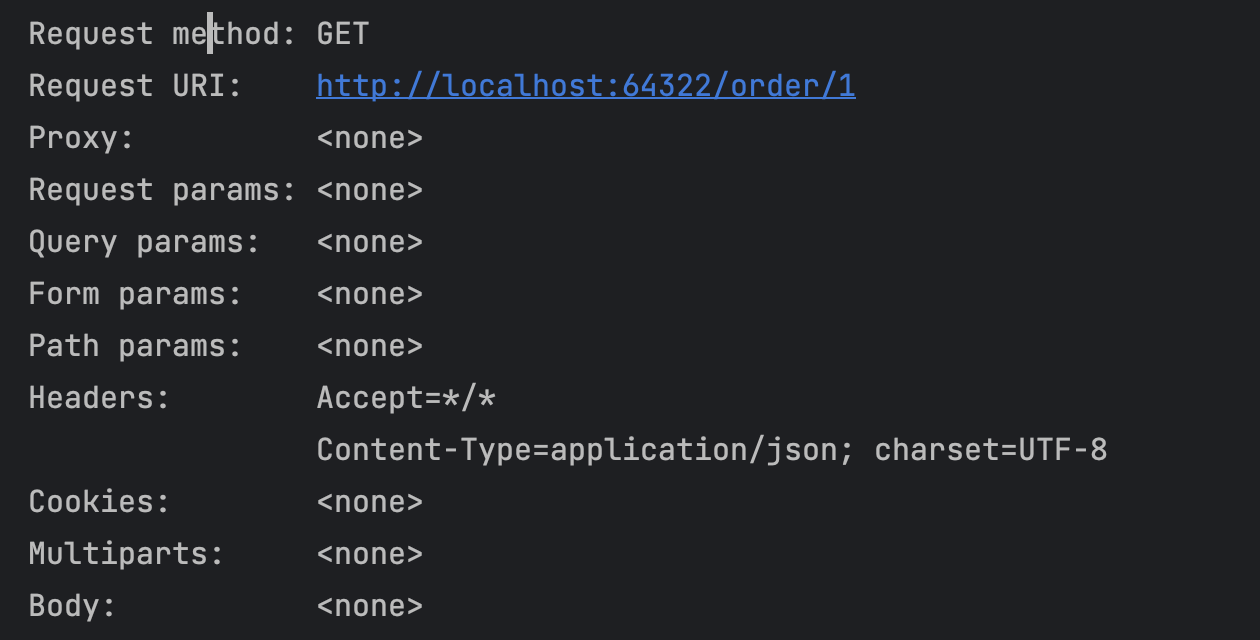 Request method: GET
Request URI: http://localhost:64322/order/1
Proxy: <none>
Request params: <none>
Query params: <none>
Form params: <none>
Path params: <none>
Headers: Accept=*/*
Content-Type=application/json; charset=UTF-8
Cookies: <none>
Multiparts: <none>
Body: <none>